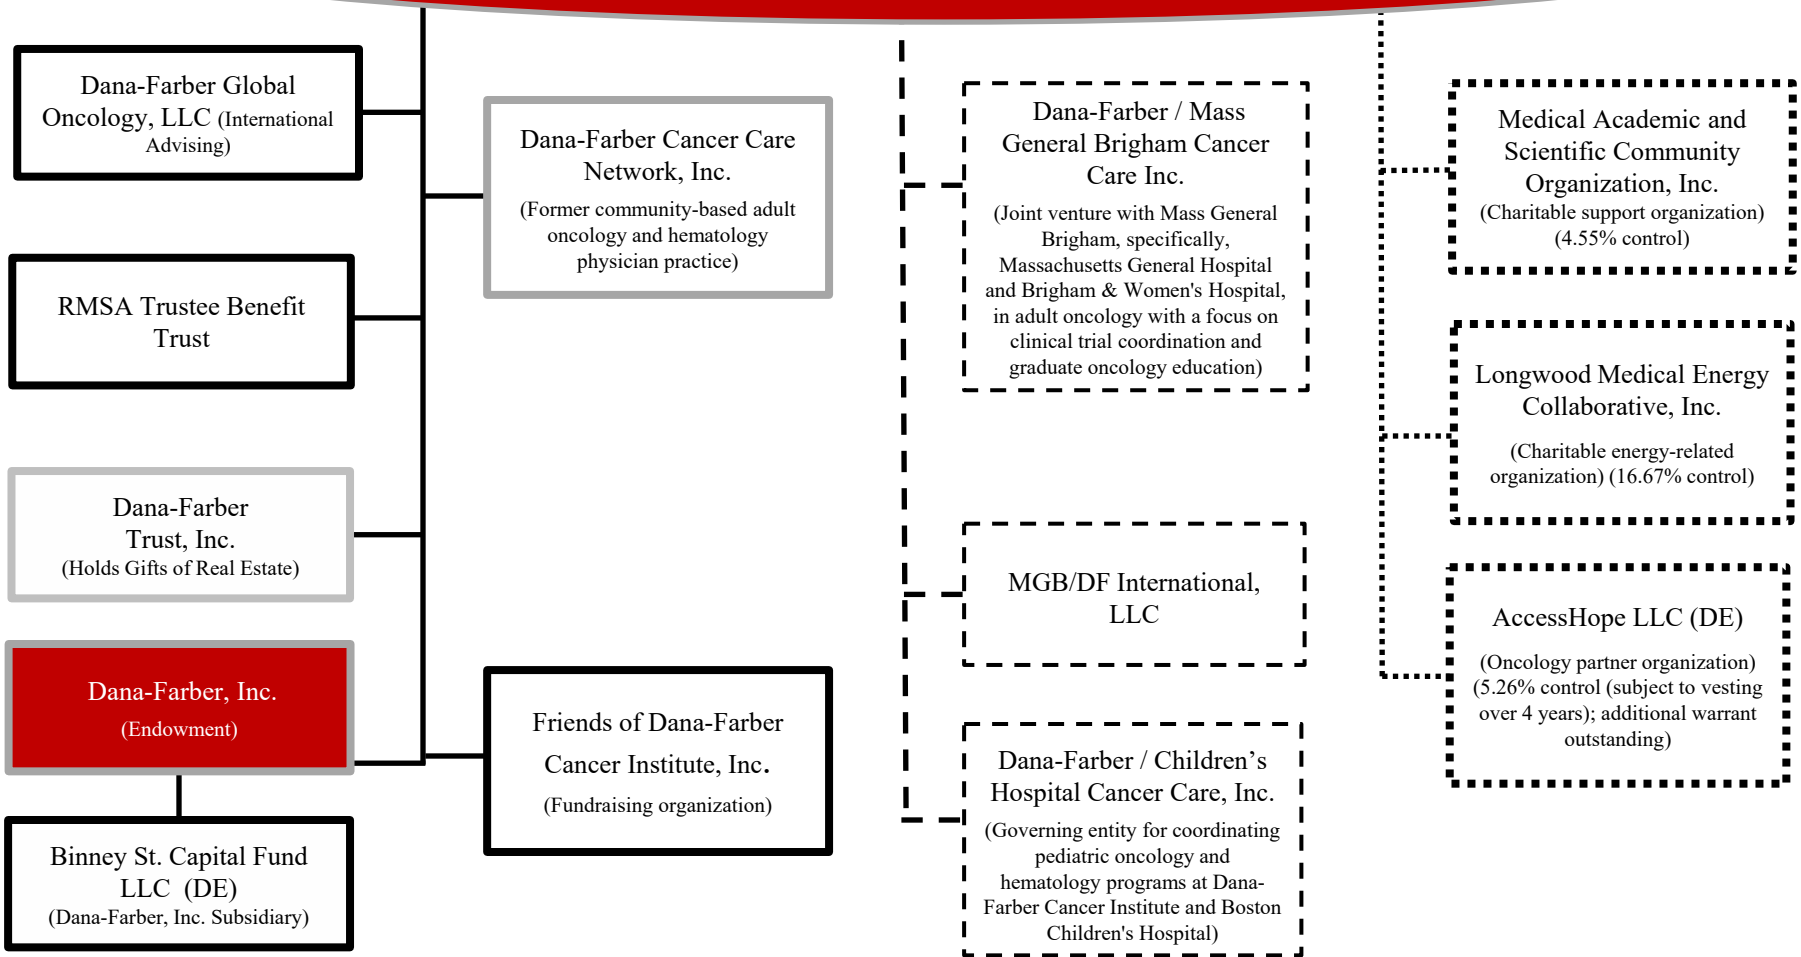 Dana-Farber Global
Oncology, LLC (International
Advising)
RMSA Trustee Benefit
Trust
Dana-Farber
Trust, Inc.
(Holds Gifts of Real Estate)
Dana-Farber, Inc.
(Endowment)
Binney St. Capital Fund
LLC (DE)
(Dana-Farber, Inc. Subsidiary)
Dana-Farber Cancer Care
Network, Inc.
(Former community-based adult
oncology and hematology
physician practice)
Friends of Dana-Farber
Cancer Institute, Inc.
(Fundraising organization)
Dana-Farber / Mass
General Brigham Cancer
Care Inc.
(Joint venture with Mass General
Brigham, specifically,
Massachusetts General Hospital
and Brigham & Women's Hospital,
in adult oncology with a focus on
clinical trial coordination and
graduate oncology education)
MGB/DF International,
LLC
Dana-Farber / Children’s
Hospital Cancer Care, Inc.
(Governing entity for coordinating
pediatric oncology and
hematology programs at Dana-
Farber Cancer Institute and Boston
Children's Hospital)
Medical Academic and
Scientific Community
Organization, Inc.
(Charitable support organization)
(4.55% control)
Longwood Medical Energy
Collaborative, Inc.
(Charitable energy-related
organization) (16.67% control)
AccessHope LLC (DE)
(Oncology partner organization)
(5.26% control (subject to vesting
over 4 years); additional warrant
outstanding)